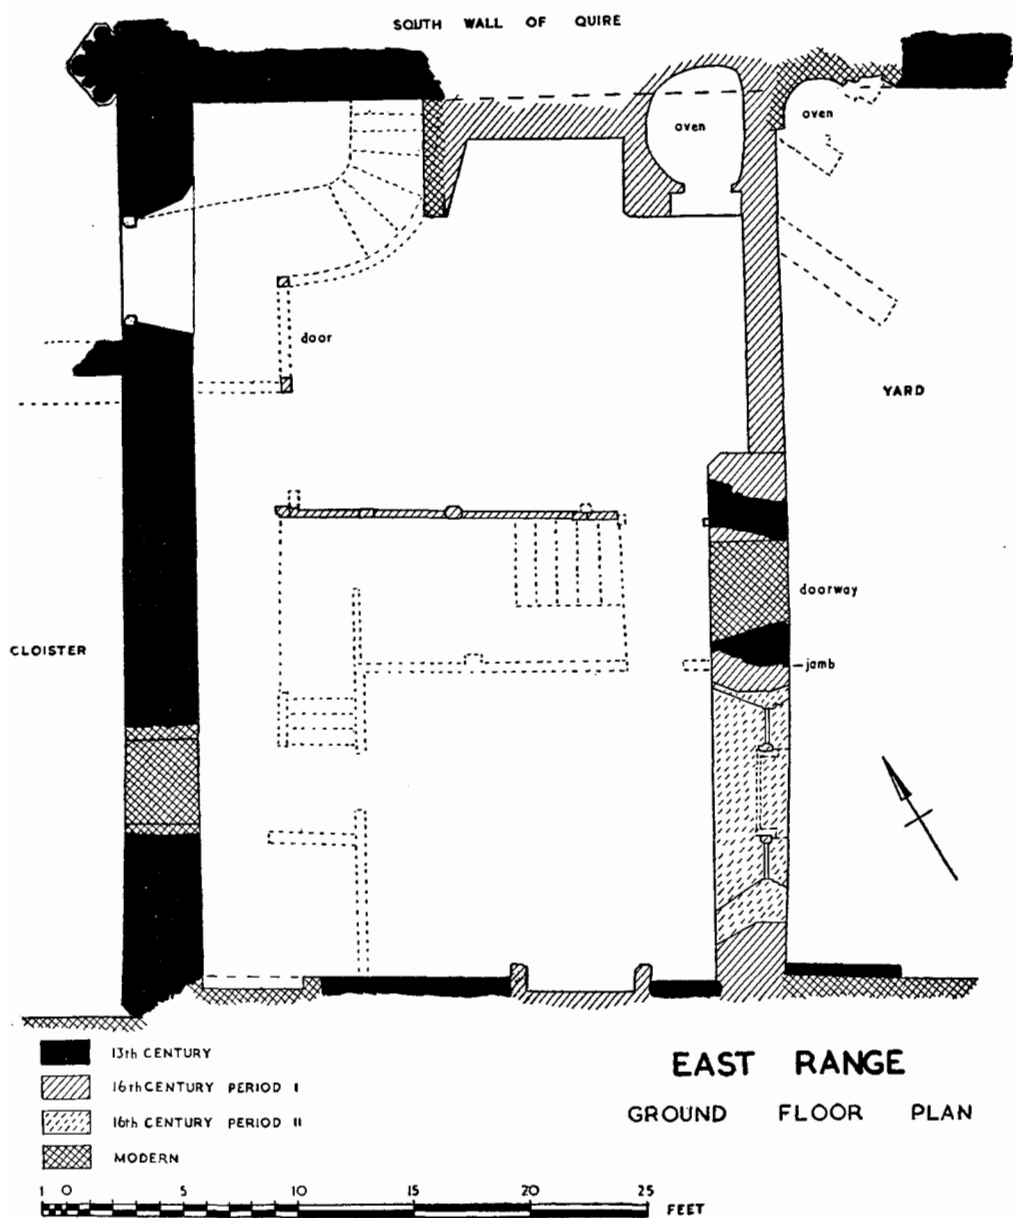 SOUTH WALL OF QUIRE
oven
oven
door
YARD
doorway
CLOISTER
jamb
13th CENTURY
16th CENTURY PERIOD I
16th CENTURY PERIOD II
MODERN
EAST RANGE
GROUND FLOOR PLAN
1 0 5 10 15 20 25
FEET